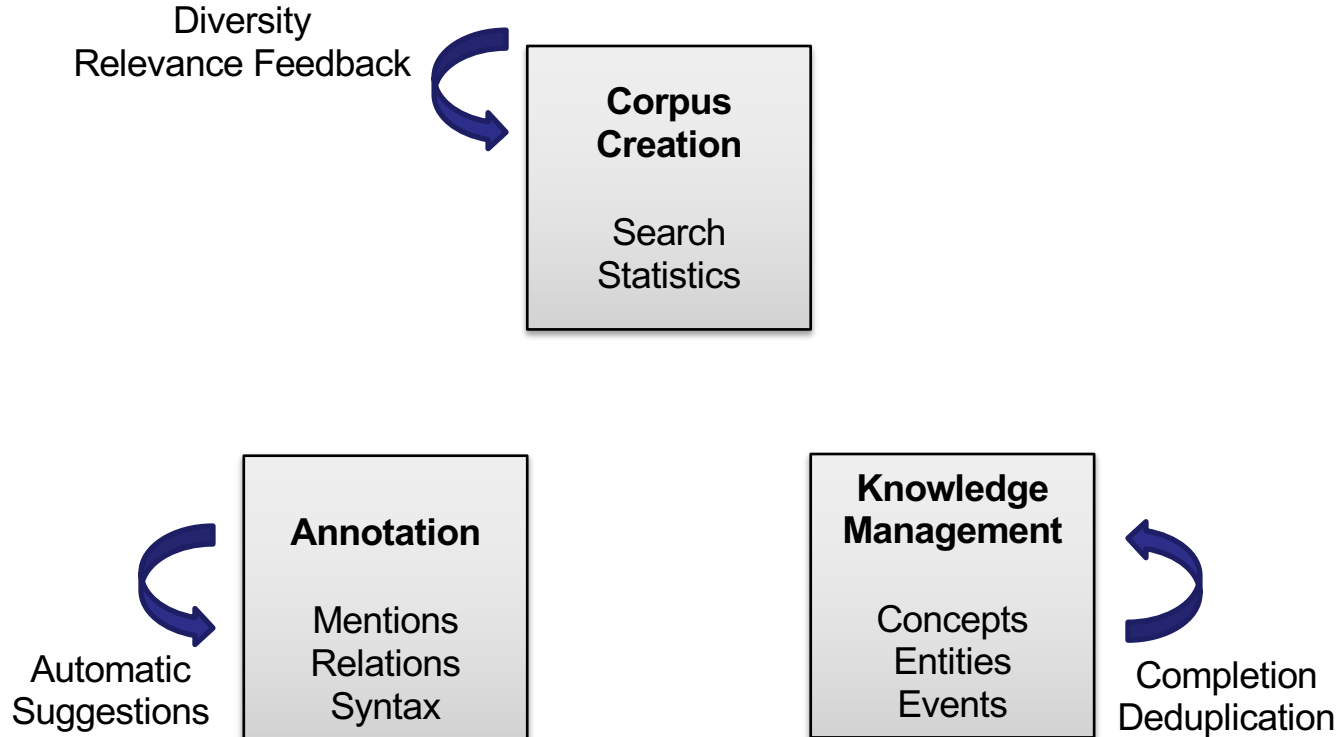 Diversity
Relevance Feedback
Corpus
Creation
Search
Statistics
Annotation
Mentions
Relations
Syntax
Automatic
Suggestions
Knowledge
Management
Concepts
Entities
Events
Completion
Deduplication